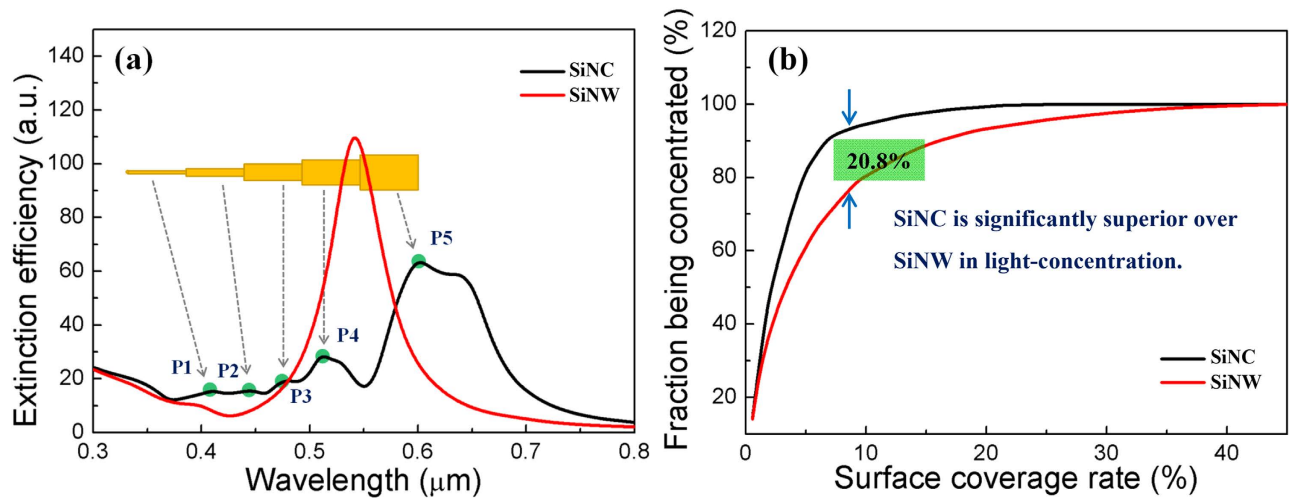 (a)
SiNC
SiNW
P1
P2
P3
P4
P5
140
120
100
80
60
40
20
0
0.3
0.4
0.5
0.6
0.7
0.8
Extinction efficiency (a.u.)
Wavelength (μm)
(b)
20.8%
SiNC is significantly superior over
SiNW in light-concentration.
SiNC
SiNW
120
100
80
60
40
20
0
10
20
30
40
Fraction being concentrated (%)
Surface coverage rate (%)